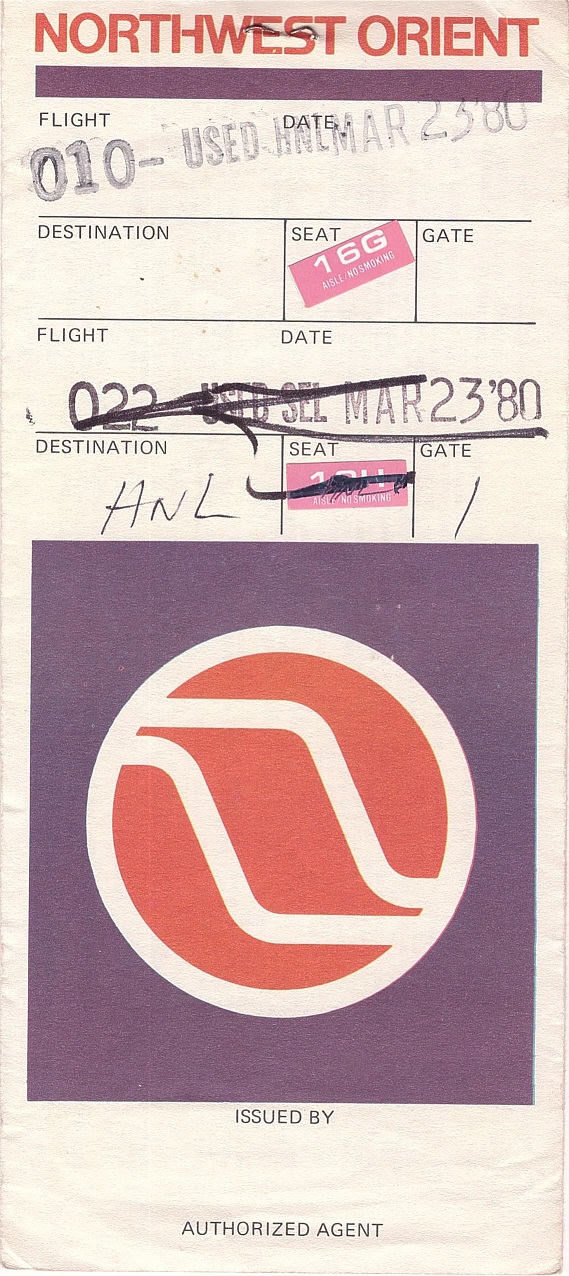 NORTHWEST ORIENT
FLIGHT DATE
010- USED HNL MAR 23'80
DESTINATION SEAT GATE
16G
AISLE/NO SMOKING
FLIGHT DATE
022 USED SEL MAR 23'80
DESTINATION SEAT GATE
AISLE/NO SMOKING
HNL 1
ISSUED BY
AUTHORIZED AGENT